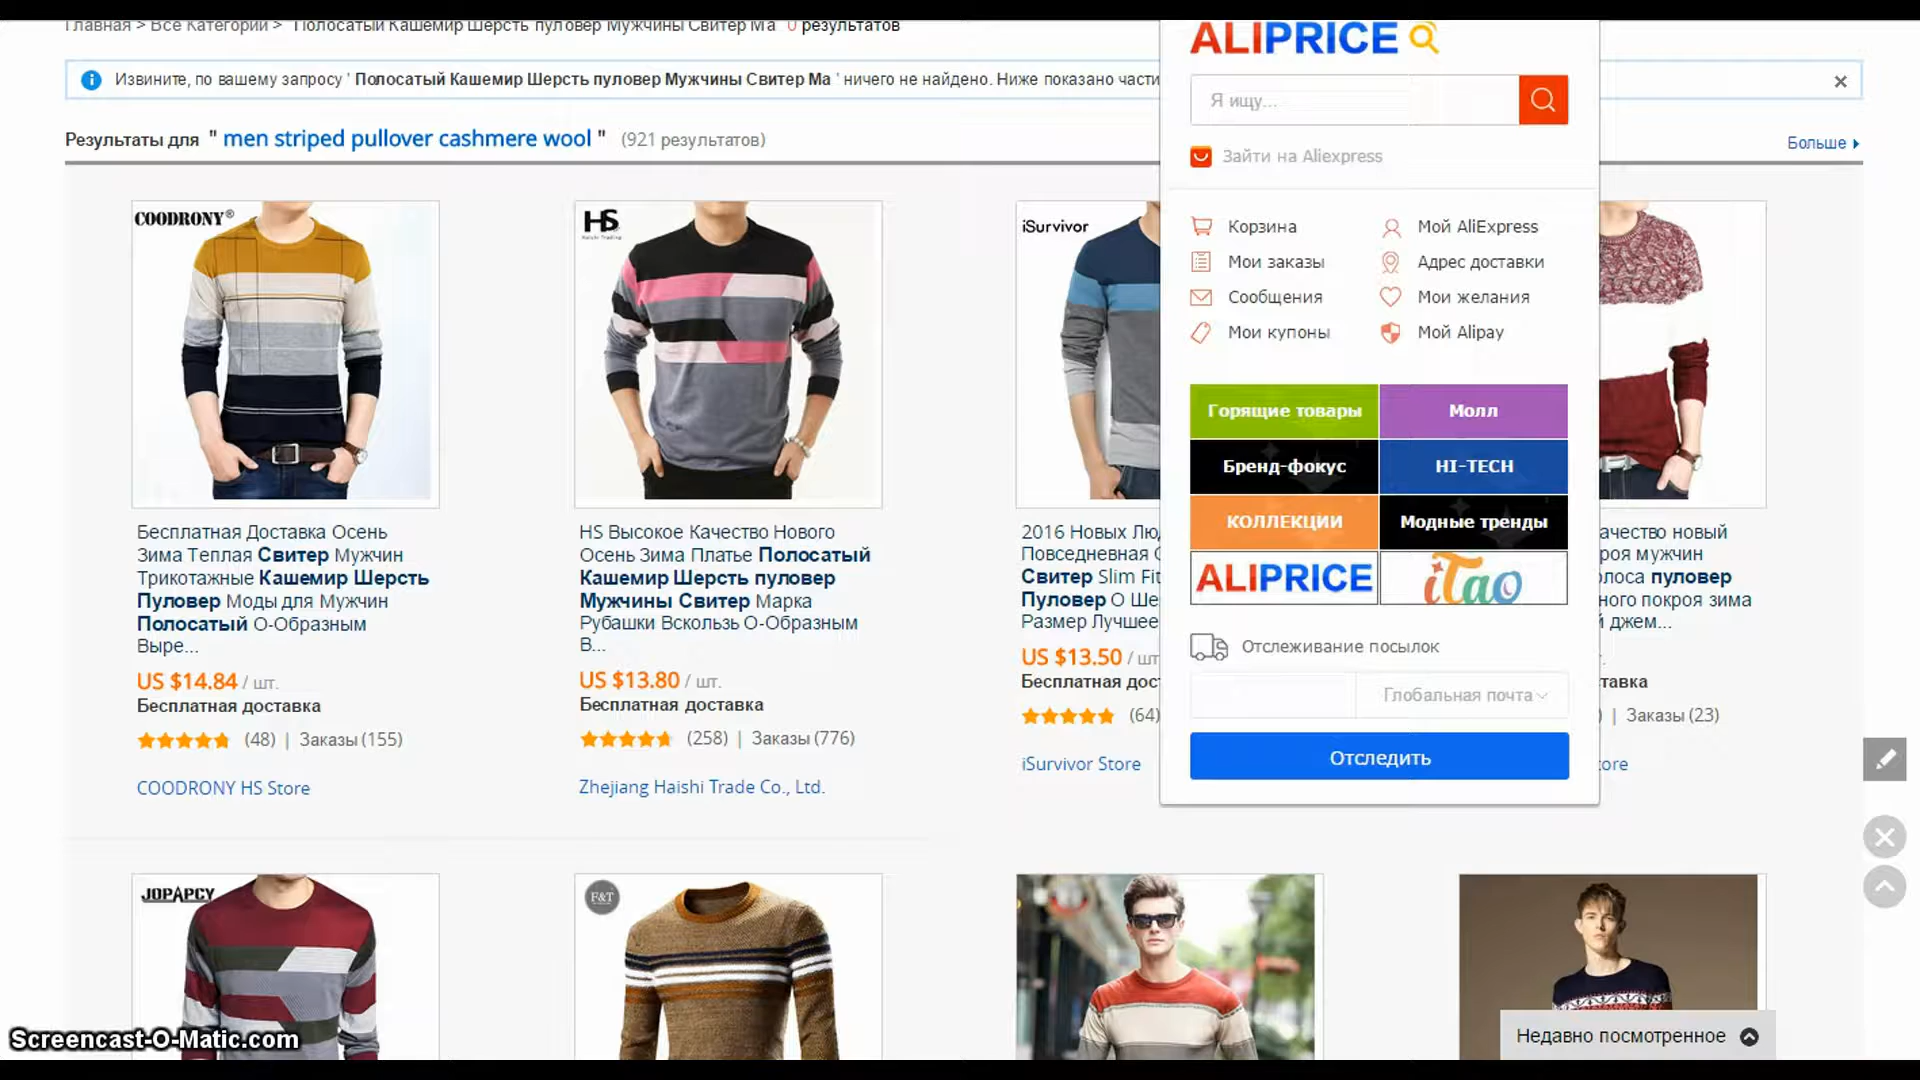 Главная > Все Категории > Полосатый Кашемир Шерсть пуловер Мужчины Свитер Ма 0 результатов
Извините, по вашему запросу ' Полосатый Кашемир Шерсть пуловер Мужчины Свитер Ма ' ничего не найдено. Ниже показано части
Результаты для " men striped pullover cashmere wool " (921 результатов)
Больше
ALIPRICE
Я ищу...
Зайти на Aliexpress
Корзина
Мой AliExpress
Мои заказы
Адрес доставки
Сообщения
Мои желания
Мои купоны
Мой Alipay
Горящие товары
Молл
Бренд-фокус
HI-TECH
КОЛЛЕКЦИИ
Модные тренды
ALIPRICE
iTao
Отслеживание посылок
Глобальная почта
Отследить
COODRONY®
Бесплатная Доставка Осень
Зима Теплая Свитер Мужчин
Трикотажные Кашемир Шерсть
Пуловер Моды для Мужчин
Полосатый О-Образным
Выре...
US $14.84 / шт.
Бесплатная доставка
(48) | Заказы (155)
COODRONY HS Store
HS
Haishi Trading
HS Высокое Качество Нового
Осень Зима Платье Полосатый
Кашемир Шерсть пуловер
Мужчины Свитер Марка
Рубашки Вскользь О-Образным
В...
US $13.80 / шт.
Бесплатная доставка
(258) | Заказы (776)
Zhejiang Haishi Trade Co., Ltd.
iSurvivor
2016 Новых Лю
Повседневная
Свитер Slim Fit
Пуловер О Ше
Размер Лучшее
US $13.50 / шт
Бесплатная дос
(64)
iSurvivor Store
ачество новый
роя мужчин
олоса пуловер
ного покроя зима
й джем...
тавка
) | Заказы (23)
ore
JOPAPCY
F&T
Недавно посмотренное
Screencast-O-Matic.com